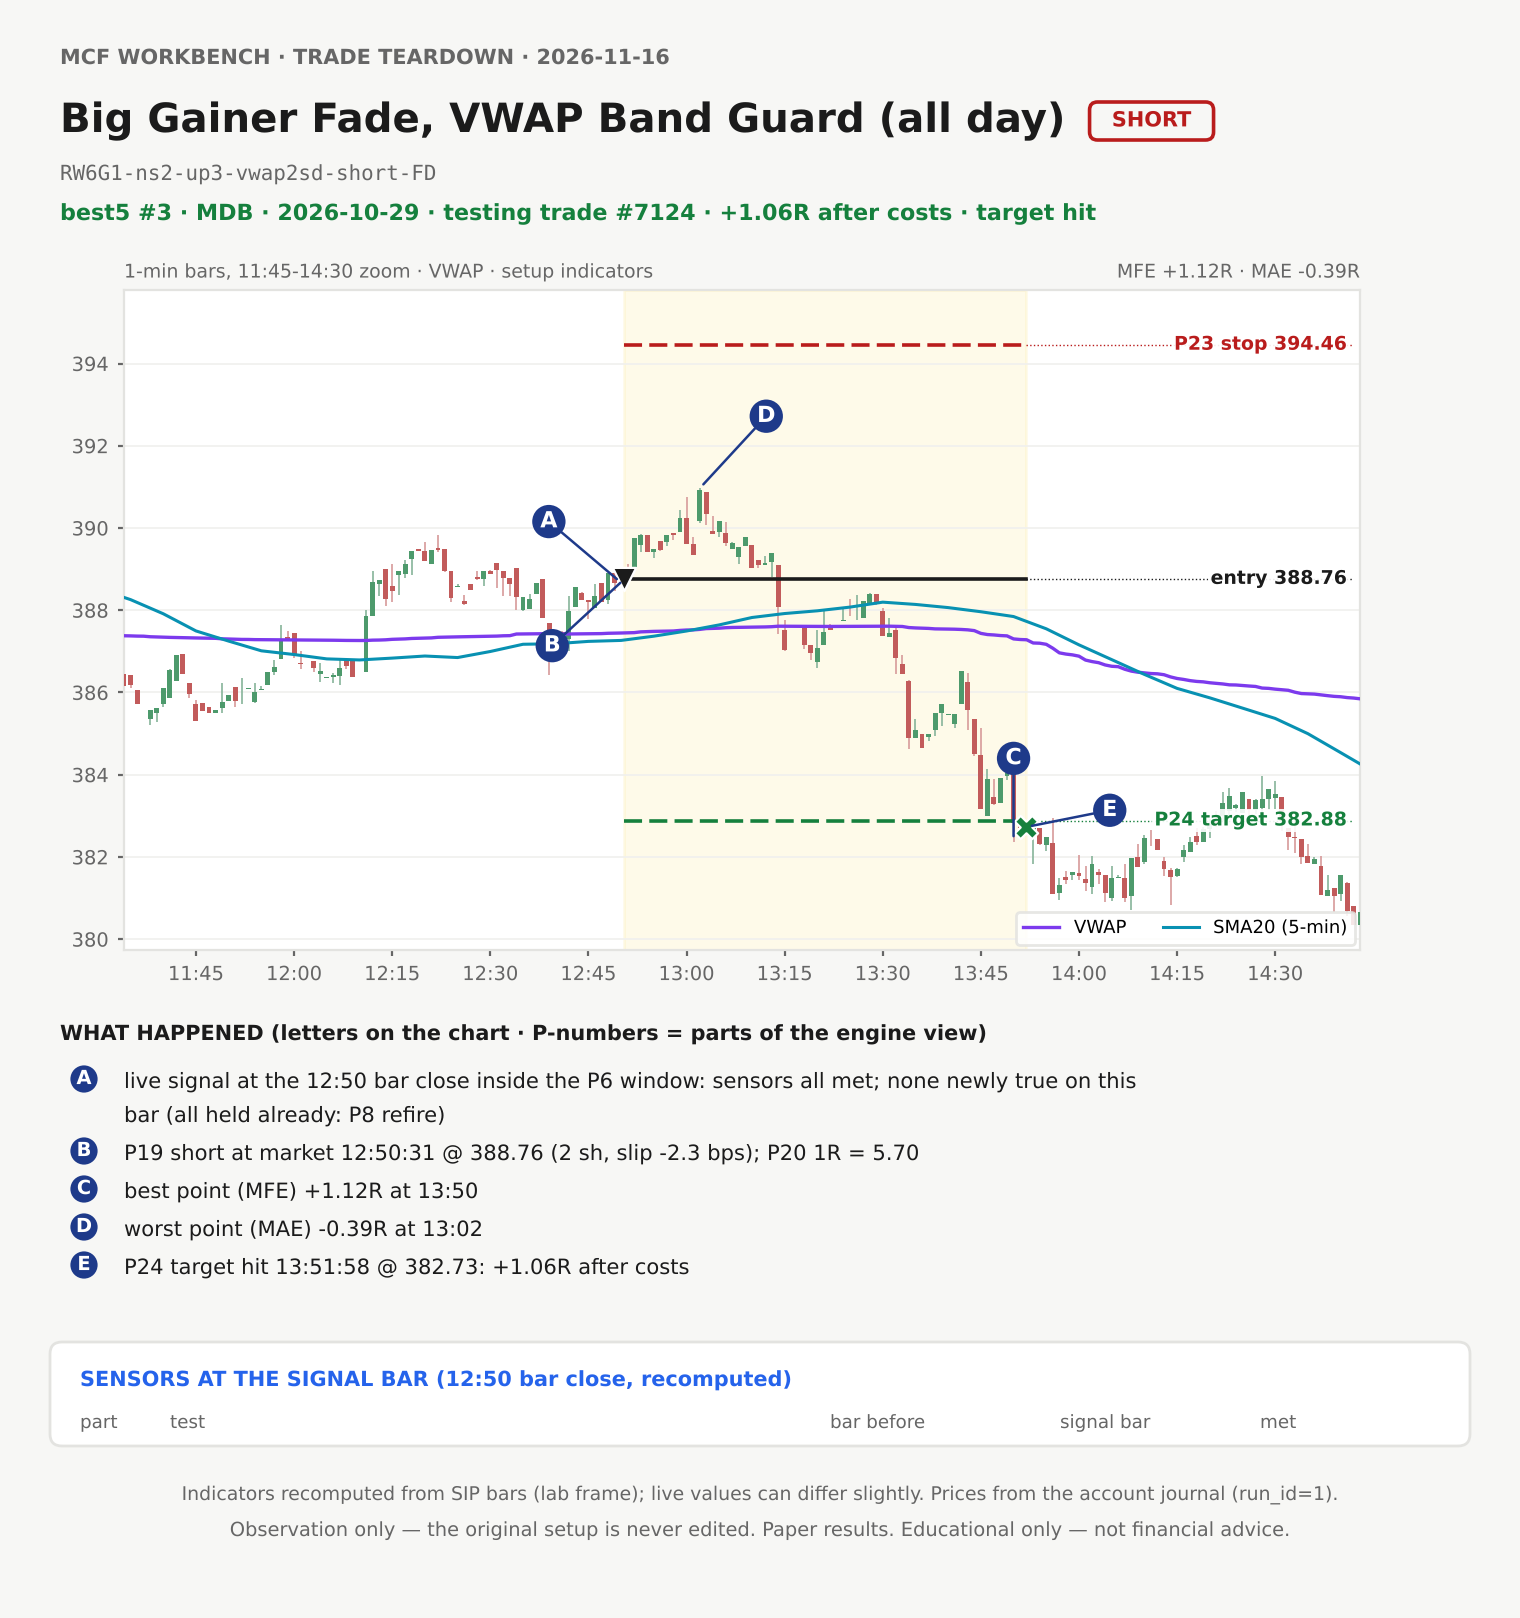 MCF WORKBENCH · TRADE TEARDOWN · 2026-11-16
Big Gainer Fade, VWAP Band Guard (all day) SHORT
RW6G1-ns2-up3-vwap2sd-short-FD
best5 #3 · MDB · 2026-10-29 · testing trade #7124 · +1.06R after costs · target hit
1-min bars, 11:45-14:30 zoom · VWAP · setup indicators MFE +1.12R · MAE -0.39R
P23 stop 394.46
394
D
392
A
390
entry 388.76
388
B
386
C
384
E
P24 target 382.88
382
VWAP SMA20 (5-min)
380
11:45 12:00 12:15 12:30 12:45 13:00 13:15 13:30 13:45 14:00 14:15 14:30
WHAT HAPPENED (letters on the chart · P-numbers = parts of the engine view)
A live signal at the 12:50 bar close inside the P6 window: sensors all met; none newly true on this
bar (all held already: P8 refire)
B P19 short at market 12:50:31 @ 388.76 (2 sh, slip -2.3 bps); P20 1R = 5.70
C best point (MFE) +1.12R at 13:50
D worst point (MAE) -0.39R at 13:02
E P24 target hit 13:51:58 @ 382.73: +1.06R after costs
SENSORS AT THE SIGNAL BAR (12:50 bar close, recomputed)
part test bar before signal bar met
Indicators recomputed from SIP bars (lab frame); live values can differ slightly. Prices from the account journal (run_id=1).
Observation only — the original setup is never edited. Paper results. Educational only — not financial advice.